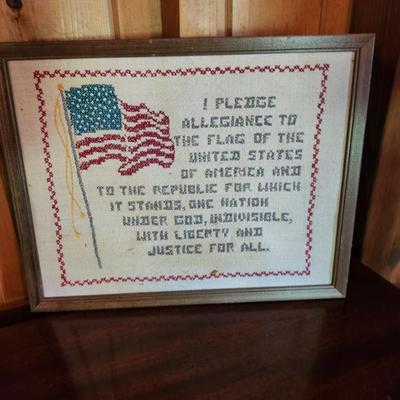 I PLEDGE
ALLEGIANCE TO
THE FLAG OF THE
UNITED STATES
OF AMERICA AND
TO THE REPUBLIC FOR WHICH
IT STANDS, ONE NATION
UNDER GOD, INDIVISIBLE,
WITH LIBERTY AND
JUSTICE FOR ALL.